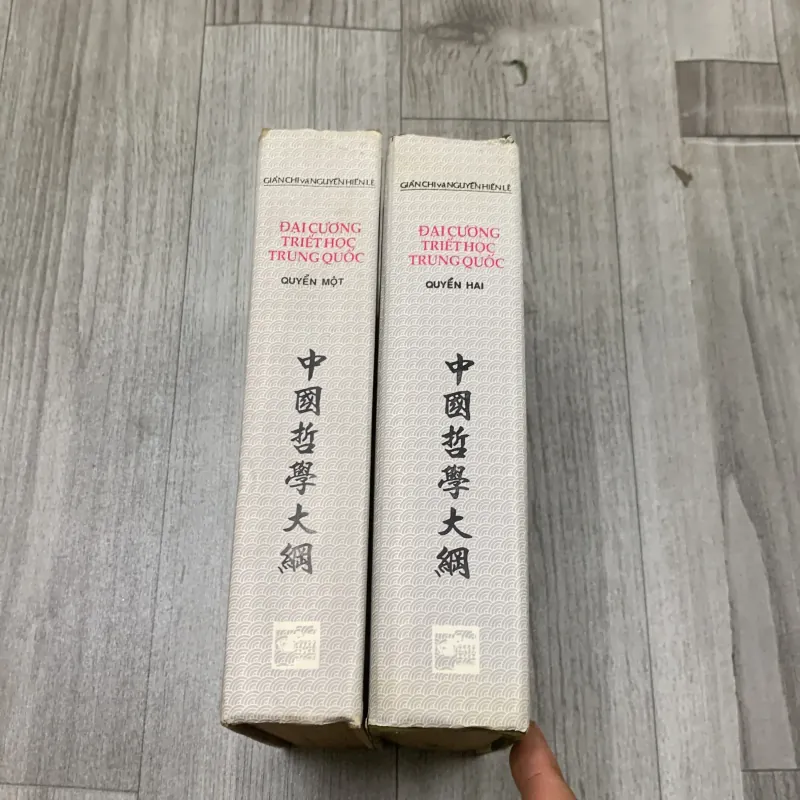 GIẢN CHI VÀ NGUYỄN HIẾN LÊ
ĐẠI CƯƠNG
TRIẾT HỌC
TRUNG QUỐC
QUYỂN MỘT
中國哲學大綱
GIẢN CHI VÀ NGUYỄN HIẾN LÊ
ĐẠI CƯƠNG
TRIẾT HỌC
TRUNG QUỐC
QUYỂN HAI
中國哲學大綱